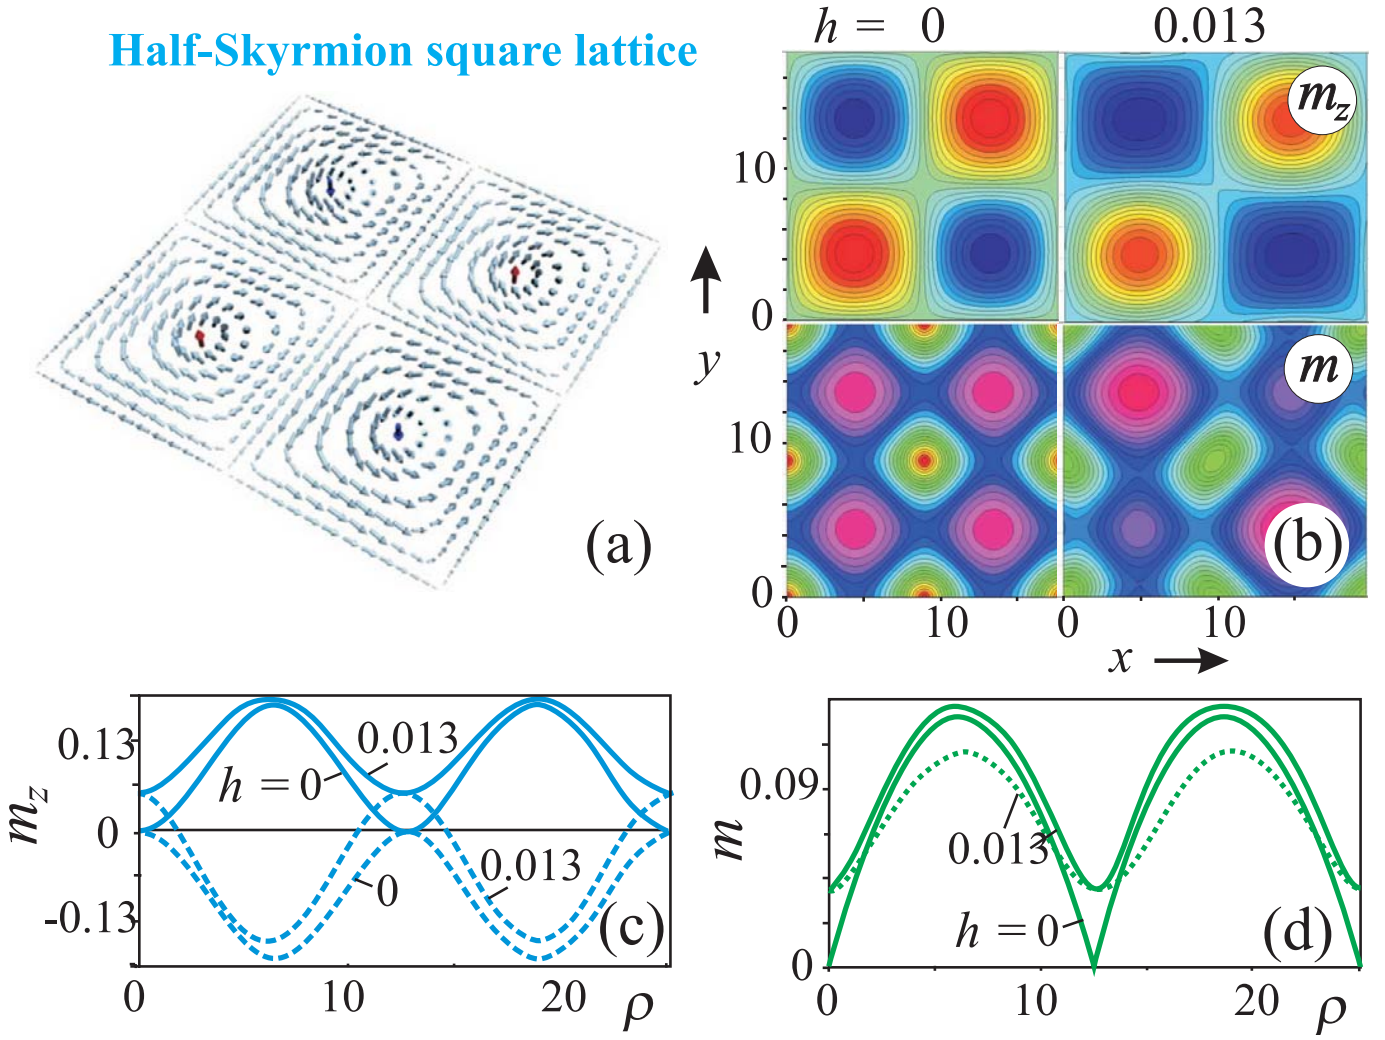 Half-Skyrmion square lattice
(a)
h = 0 0.013
m_z
10
0
y
m
10
0
(b)
0 10 0 10
x
0.13
0.013
h = 0
m_z
0
0.013
0
-0.13
(c)
0 10 20 ρ
0.09
0.013
m
h = 0
(d)
0
0 10 20 ρ